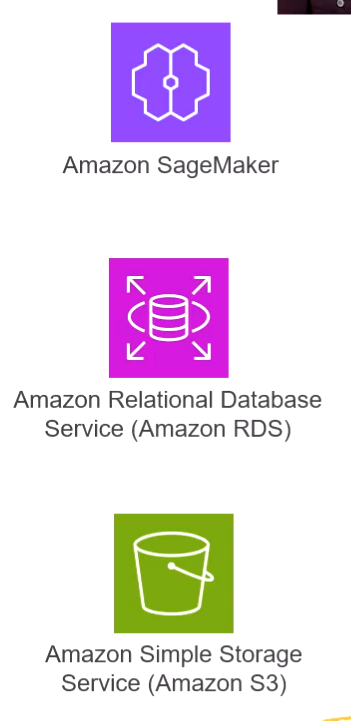 Amazon SageMaker
Amazon Relational Database
Service (Amazon RDS)
Amazon Simple Storage
Service (Amazon S3)